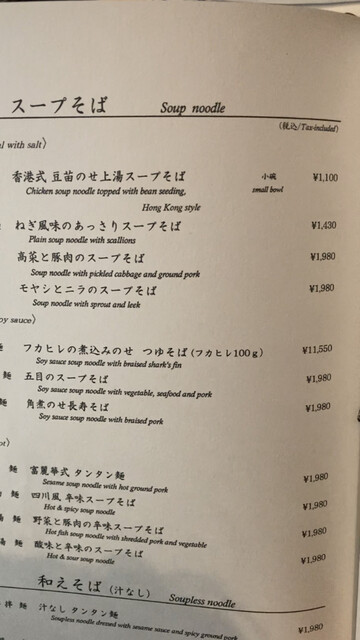 スープそば Soup noodle
(税込/Tax-included)
with salt〉
香港式 豆苗のせ上湯スープそば 小碗 ¥1,100
Chicken soup noodle topped with bean seeding, small bowl
Hong Kong style
ねぎ風味のあっさりスープそば ¥1,430
Plain soup noodle with scallions
高菜と豚肉のスープそば ¥1,980
Soup noodle with pickled cabbage and ground pork
モヤシとニラのスープそば ¥1,980
Soup noodle with sprout and leek
sauce〉
フカヒレの煮込みのせ つゆそば(フカヒレ100g) ¥11,550
Soy sauce soup noodle with braised shark's fin
麺 五目のスープそば ¥1,980
Soy sauce soup noodle with vegetable, seafood and pork
麺 角煮のせ長寿そば ¥1,980
Soy sauce soup noodle with braised pork
麺 富麗華式 タンタン麺 ¥1,980
Sesame soup noodle with hot ground pork
麺 四川風 辛味スープそば ¥1,980
Hot & spicy soup noodle
麺 野菜と豚肉の辛味スープそば ¥1,980
Hot fish soup noodle with shredded pork and vegetable
麺 酸味と辛味のスープそば ¥1,980
Hot & sour soup noodle
和えそば(汁なし) Soupless noodle
拌 麺 汁なし タンタン麺 ¥1,980
Soupless noodle dressed with sesame sauce and spicy ground pork